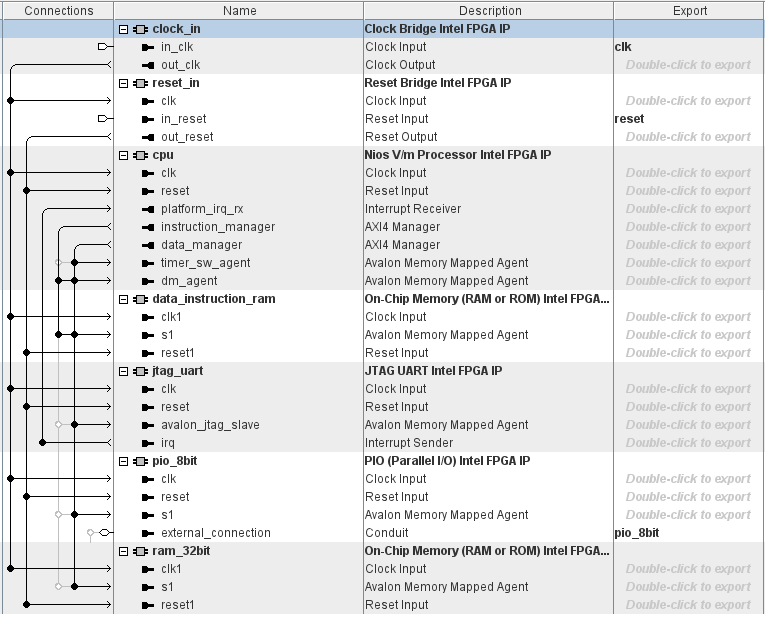 Connections Name Description Export
clock_in Clock Bridge Intel FPGA IP
in_clk Clock Input clk
out_clk Clock Output Double-click to export
reset_in Reset Bridge Intel FPGA IP
clk Clock Input Double-click to export
in_reset Reset Input reset
out_reset Reset Output Double-click to export
cpu Nios V/m Processor Intel FPGA IP
clk Clock Input Double-click to export
reset Reset Input Double-click to export
platform_irq_rx Interrupt Receiver Double-click to export
instruction_manager AXI4 Manager Double-click to export
data_manager AXI4 Manager Double-click to export
timer_sw_agent Avalon Memory Mapped Agent Double-click to export
dm_agent Avalon Memory Mapped Agent Double-click to export
data_instruction_ram On-Chip Memory (RAM or ROM) Intel FPGA...
clk1 Clock Input Double-click to export
s1 Avalon Memory Mapped Agent Double-click to export
reset1 Reset Input Double-click to export
jtag_uart JTAG UART Intel FPGA IP
clk Clock Input Double-click to export
reset Reset Input Double-click to export
avalon_jtag_slave Avalon Memory Mapped Agent Double-click to export
irq Interrupt Sender Double-click to export
pio_8bit PIO (Parallel I/O) Intel FPGA IP
clk Clock Input Double-click to export
reset Reset Input Double-click to export
s1 Avalon Memory Mapped Agent Double-click to export
external_connection Conduit pio_8bit
ram_32bit On-Chip Memory (RAM or ROM) Intel FPGA...
clk1 Clock Input Double-click to export
s1 Avalon Memory Mapped Agent Double-click to export
reset1 Reset Input Double-click to export